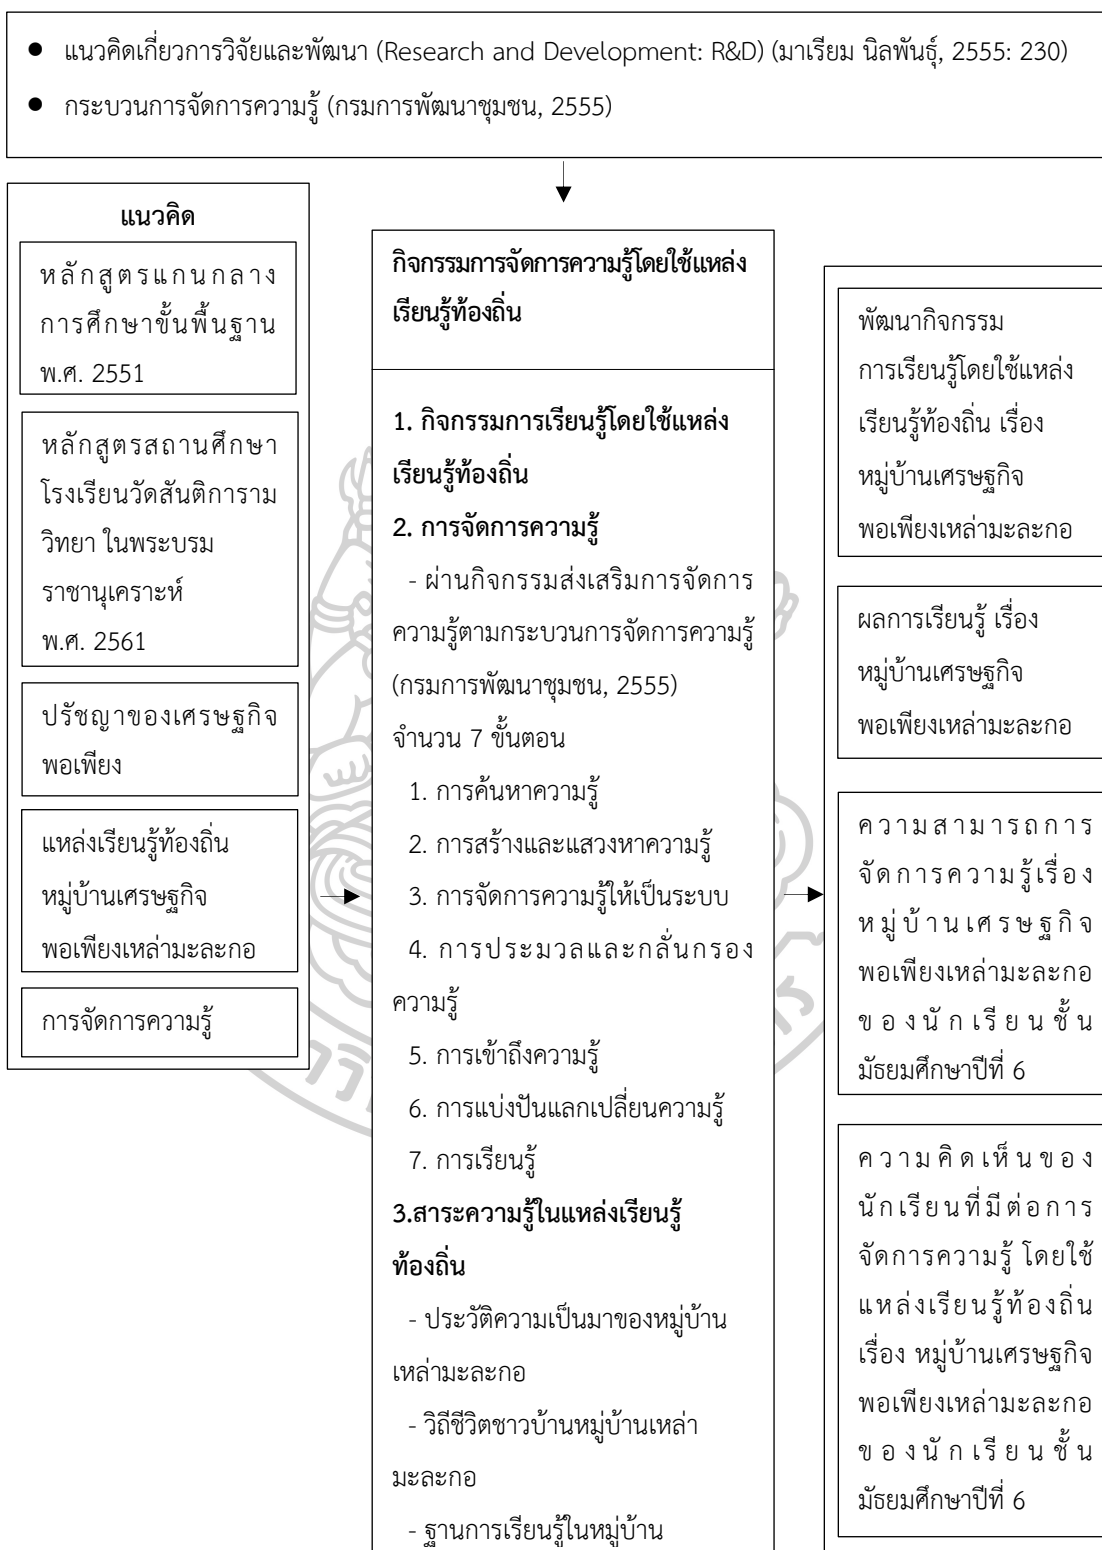 ● แนวคิดเกี่ยวการวิจัยและพัฒนา (Research and Development: R&D) (มาเรียม นิลพันธุ์, 2555: 230)
● กระบวนการจัดการความรู้ (กรมการพัฒนาชุมชน, 2555)
แนวคิด
หลักสูตรแกนกลาง
การศึกษาขั้นพื้นฐาน
พ.ศ. 2551
หลักสูตรสถานศึกษา
โรงเรียนวัดสันติการาม
วิทยา ในพระบรม
ราชานุเคราะห์
พ.ศ. 2561
ปรัชญาของเศรษฐกิจ
พอเพียง
แหล่งเรียนรู้ท้องถิ่น
หมู่บ้านเศรษฐกิจ
พอเพียงเหล่ามะละกอ
การจัดการความรู้
กิจกรรมการจัดการความรู้โดยใช้แหล่ง
เรียนรู้ท้องถิ่น
1. กิจกรรมการเรียนรู้โดยใช้แหล่ง
เรียนรู้ท้องถิ่น
2. การจัดการความรู้
- ผ่านกิจกรรมส่งเสริมการจัดการ
ความรู้ตามกระบวนการจัดการความรู้
(กรมการพัฒนาชุมชน, 2555)
จำนวน 7 ขั้นตอน
1. การค้นหาความรู้
2. การสร้างและแสวงหาความรู้
3. การจัดการความรู้ให้เป็นระบบ
4. การประมวลและกลั่นกรอง
ความรู้
5. การเข้าถึงความรู้
6. การแบ่งปันแลกเปลี่ยนความรู้
7. การเรียนรู้
3.สาระความรู้ในแหล่งเรียนรู้
ท้องถิ่น
- ประวัติความเป็นมาของหมู่บ้าน
เหล่ามะละกอ
- วิถีชีวิตชาวบ้านหมู่บ้านเหล่า
มะละกอ
- ฐานการเรียนรู้ในหมู่บ้าน
พัฒนากิจกรรม
การเรียนรู้โดยใช้แหล่ง
เรียนรู้ท้องถิ่น เรื่อง
หมู่บ้านเศรษฐกิจ
พอเพียงเหล่ามะละกอ
ผลการเรียนรู้ เรื่อง
หมู่บ้านเศรษฐกิจ
พอเพียงเหล่ามะละกอ
ความสามารถการ
จัดการความรู้เรื่อง
หมู่บ้านเศรษฐกิจ
พอเพียงเหล่ามะละกอ
ของนักเรียนชั้น
มัธยมศึกษาปีที่ 6
ความคิดเห็นของ
นักเรียนที่มีต่อการ
จัดการความรู้ โดยใช้
แหล่งเรียนรู้ท้องถิ่น
เรื่อง หมู่บ้านเศรษฐกิจ
พอเพียงเหล่ามะละกอ
ของนักเรียนชั้น
มัธยมศึกษาปีที่ 6